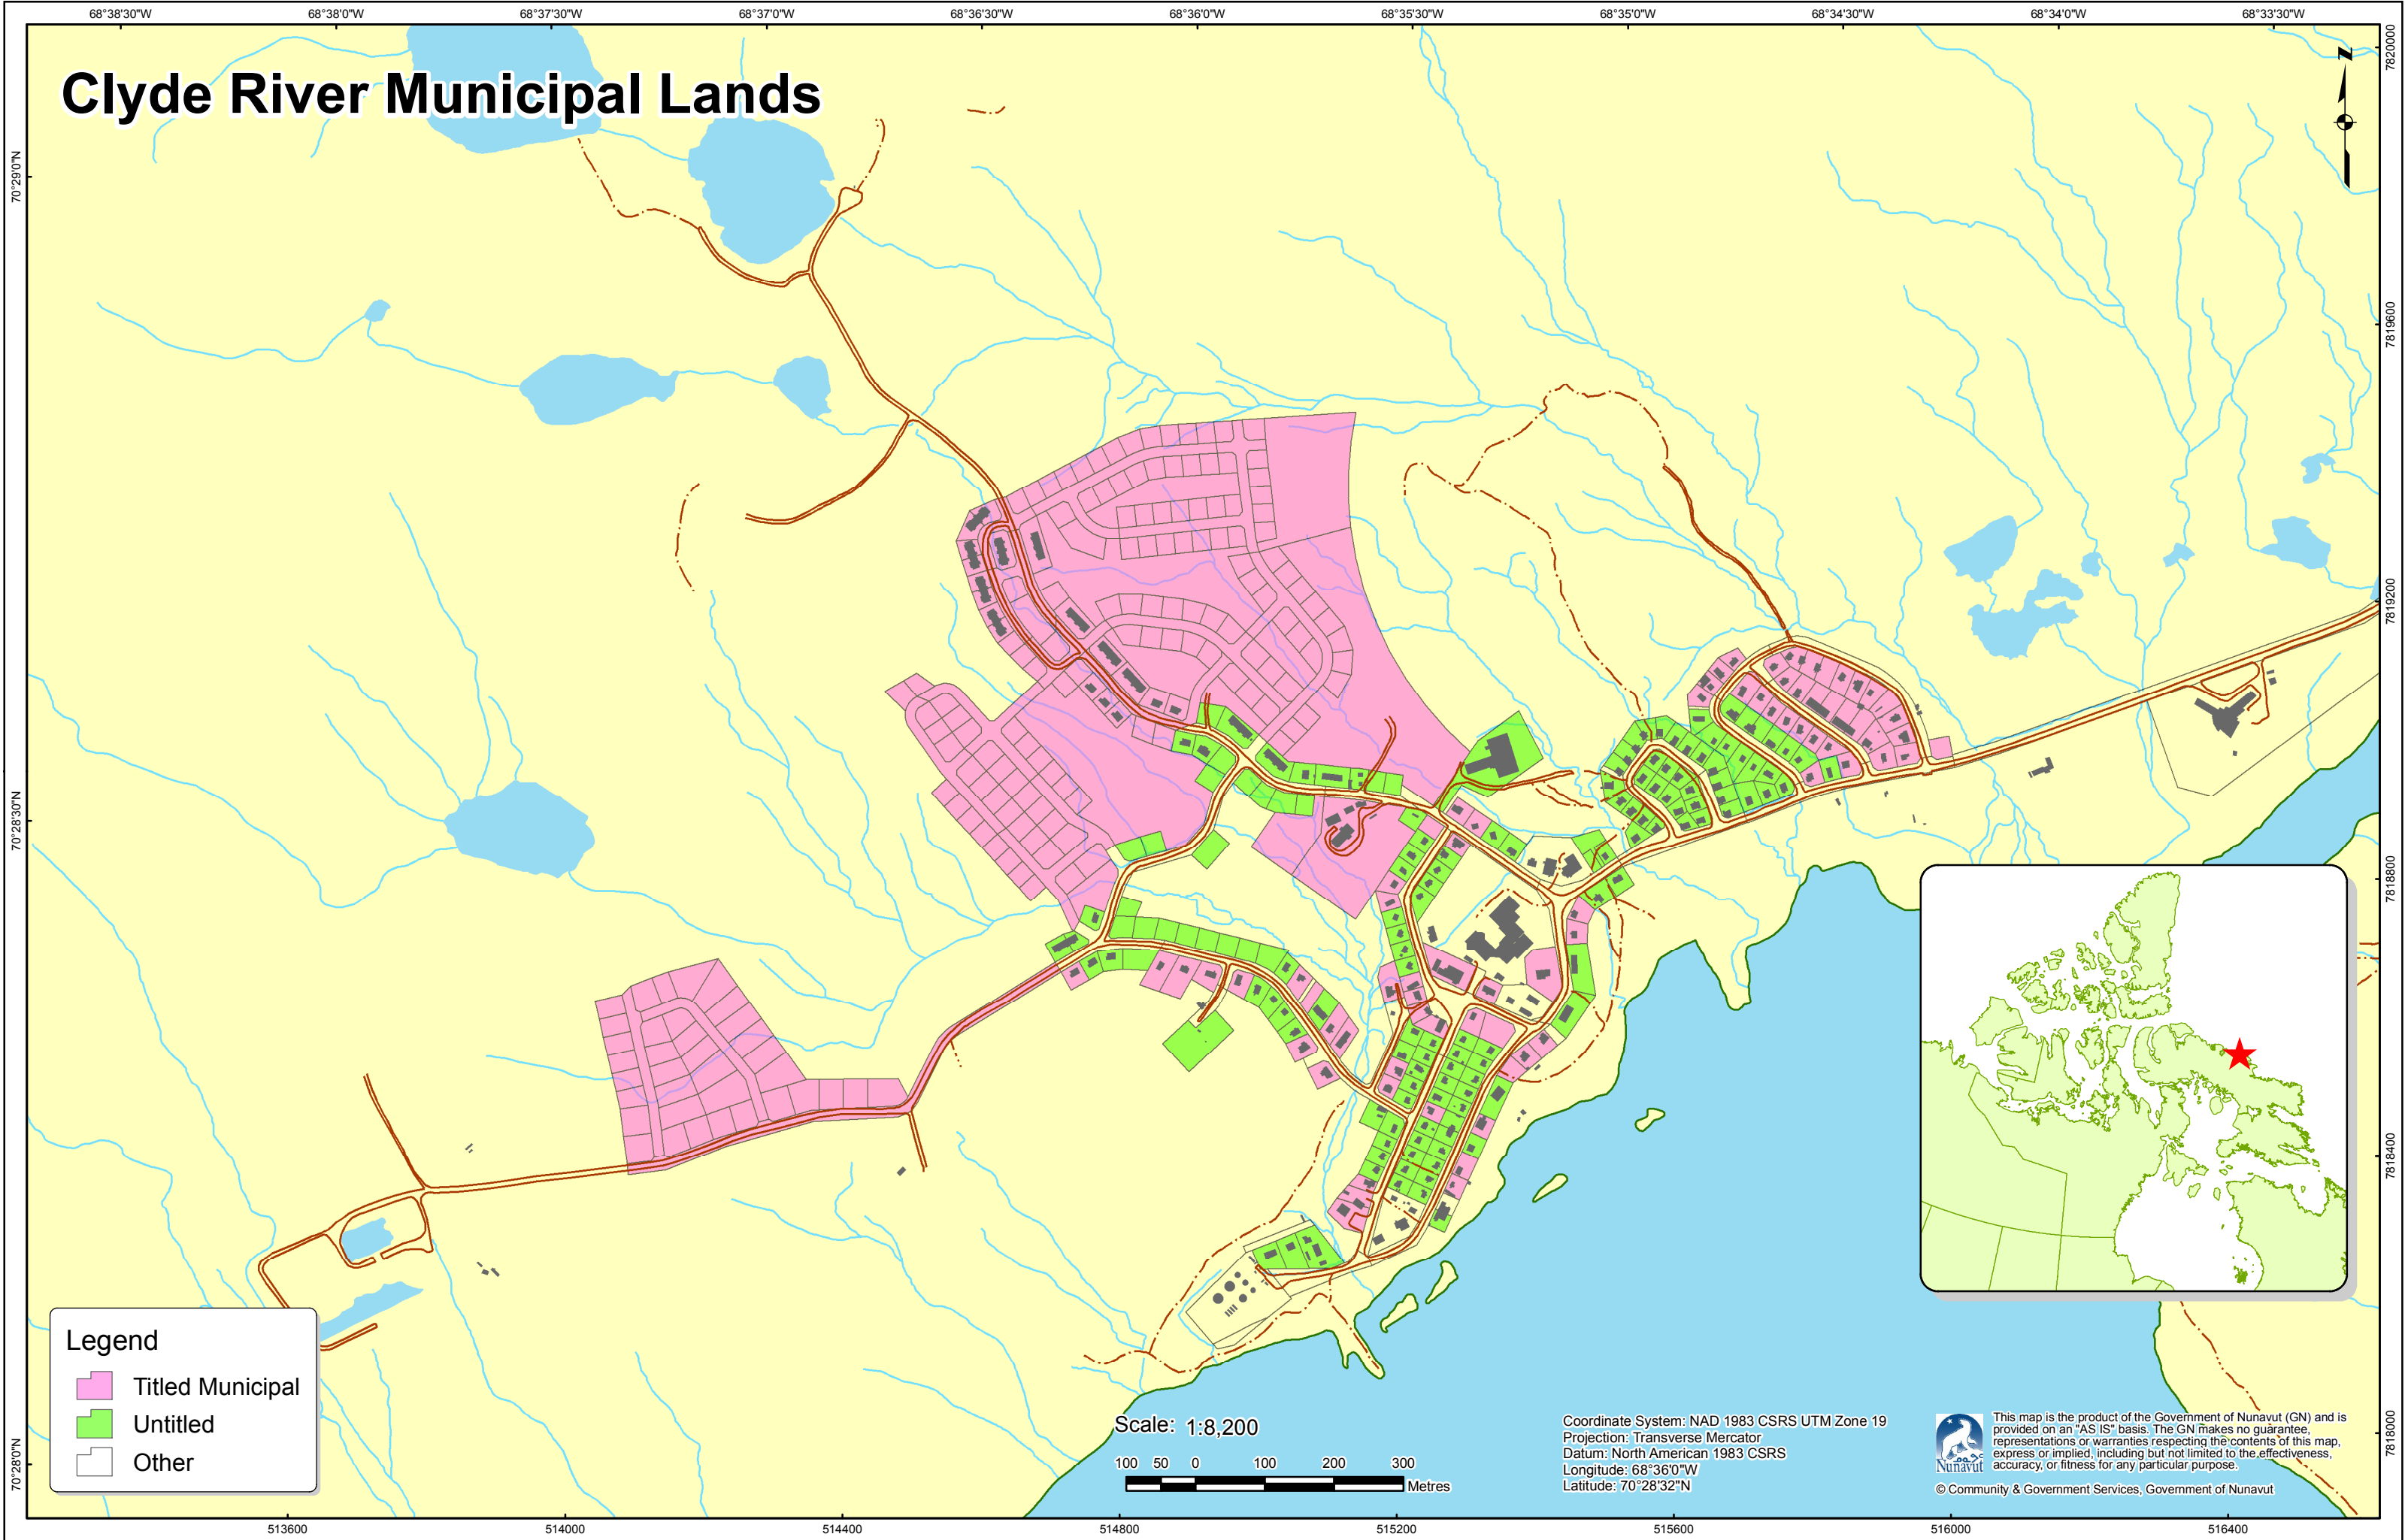 68°38'30"W 68°38'0"W 68°37'30"W 68°37'0"W 68°36'30"W 68°36'0"W 68°35'30"W 68°35'0"W 68°34'30"W 68°34'0"W 68°33'30"W
Clyde River Municipal Lands
N
7820000
70°29'0"N
7819600
7819200
70°28'30"N
7818800
7818400
Legend
Titled Municipal
Untitled
Other
70°28'0"N
Scale: 1:8,200
100 50 0 100 200 300
Metres
Coordinate System: NAD 1983 CSRS UTM Zone 19
Projection: Transverse Mercator
Datum: North American 1983 CSRS
Longitude: 68°36'0"W
Latitude: 70°28'32"N
Nunavut
This map is the product of the Government of Nunavut (GN) and is
provided on an "AS IS" basis. The GN makes no guarantee,
representations or warranties respecting the contents of this map,
express or implied, including but not limited to the effectiveness,
accuracy, or fitness for any particular purpose.
© Community & Government Services, Government of Nunavut
7818000
513600 514000 514400 514800 515200 515600 516000 516400